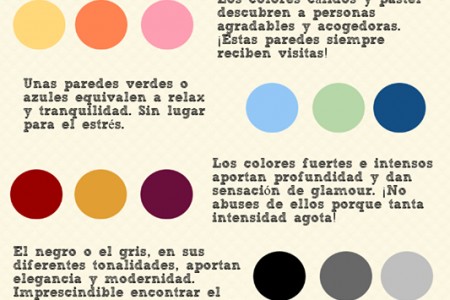 Los colores cálidos y pastel
descubren a personas
agradables y acogedoras.
¡Estas paredes siempre
reciben visitas!
Unas paredes verdes o
azules equivalen a relax
y tranquilidad. Sin lugar
para el estrés.
Los colores fuertes e intensos
aportan profundidad y dan
sensación de glamour. ¡No
abuses de ellos porque tanta
intensidad agota!
El negro o el gris, en sus
diferentes tonalidades, aportan
elegancia y modernidad.
Imprescindible encontrar el